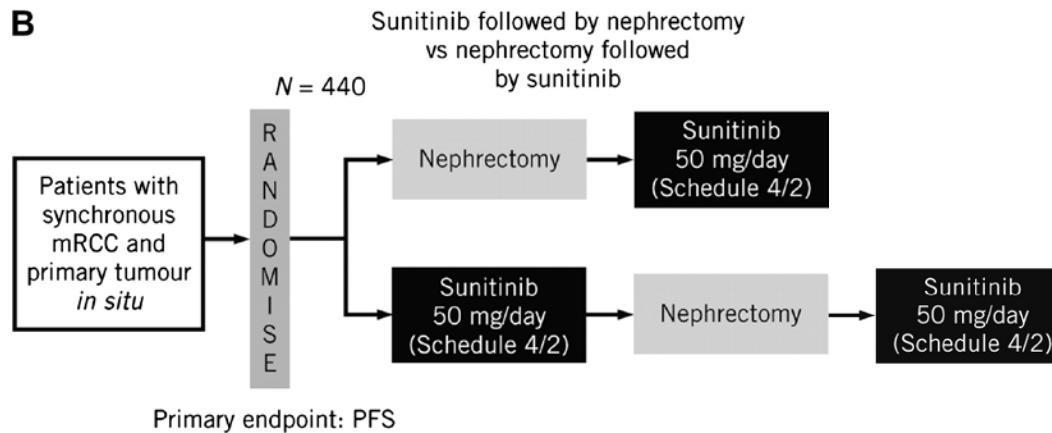 B
Sunitinib followed by nephrectomy
vs nephrectomy followed
by sunitinib
N = 440
Patients with
synchronous
mRCC and
primary tumour
in situ
RANDOMISE
Nephrectomy
Sunitinib
50 mg/day
(Schedule 4/2)
Sunitinib
50 mg/day
(Schedule 4/2)
Nephrectomy
Sunitinib
50 mg/day
(Schedule 4/2)
Primary endpoint: PFS